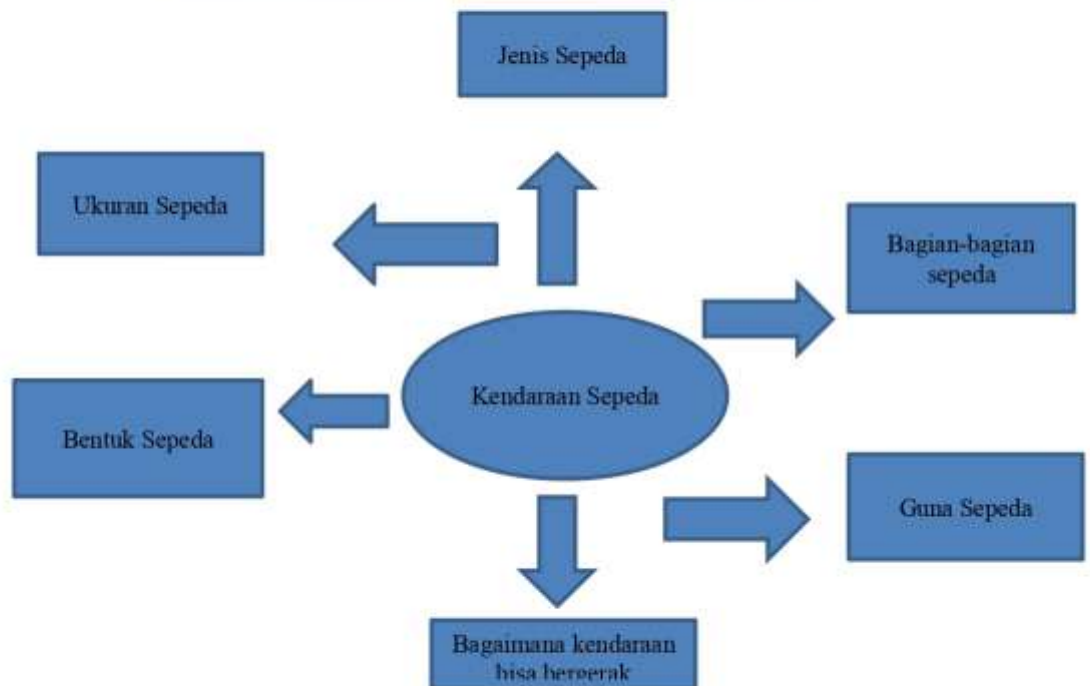 Jenis Sepeda
Ukuran Sepeda
Bagian-bagian
sepeda
Kendaraan Sepeda
Bentuk Sepeda
Guna Sepeda
Bagaimana kendaraan
bisa bergerak